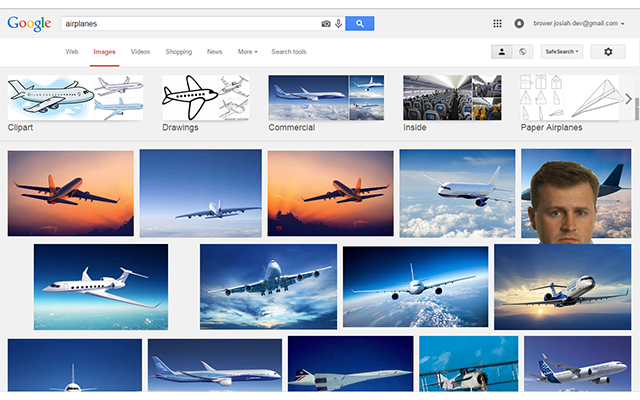 Google airplanes brower.josiah.dev@gmail.com
Web Images Videos Shopping News More Search tools SafeSearch
Clipart Drawings Commercial Inside Paper Airplanes